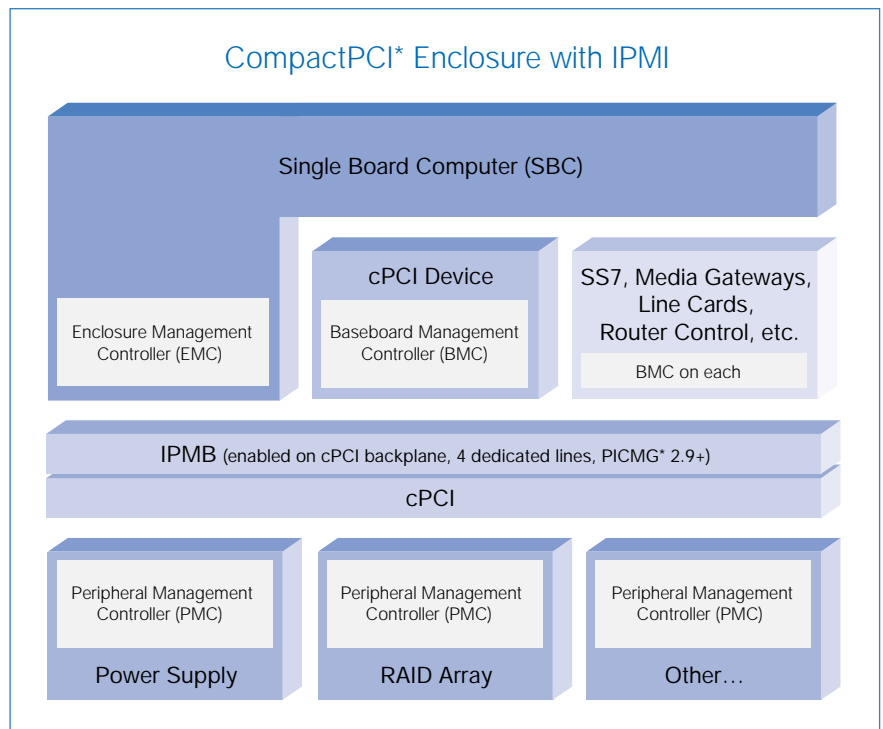 CompactPCI* Enclosure with IPMI
Single Board Computer (SBC)
Enclosure Management
Controller (EMC)
cPCI Device
Baseboard Management
Controller (BMC)
SS7, Media Gateways,
Line Cards,
Router Control, etc.
BMC on each
IPMB (enabled on cPCI backplane, 4 dedicated lines, PICMG* 2.9+)
cPCI
Peripheral Management
Controller (PMC)
Power Supply
Peripheral Management
Controller (PMC)
RAID Array
Peripheral Management
Controller (PMC)
Other…